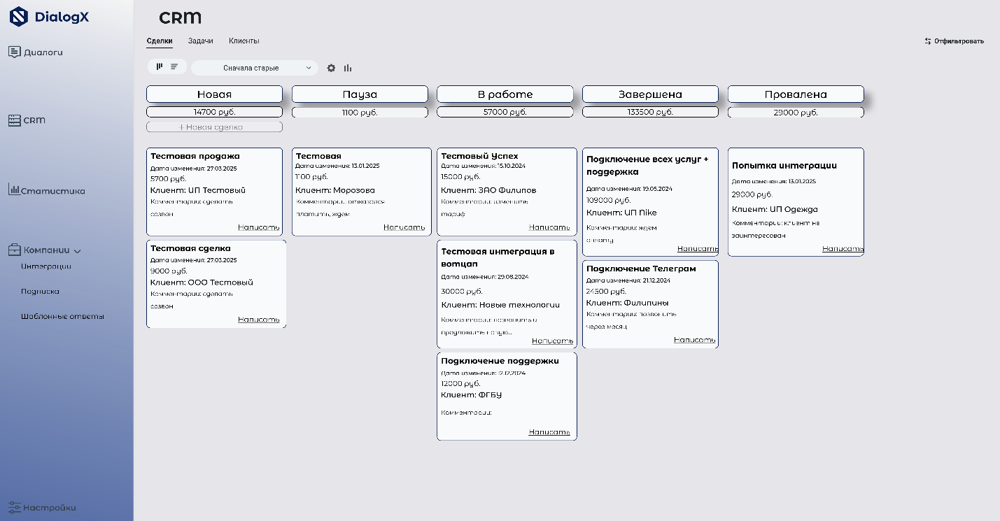 DialogX
Диалоги
CRM
Статистика
Компании
Интеграции
Подписка
Шаблонные ответы
Настройки
CRM
Сделки Задачи Клиенты
Отфильтровать
Сначала старые
Новая
14700 руб.
+ Новая сделка
Тестовая продажа
Дата изменения: 27.03.2025
5700 руб.
Клиент: ИП Тестовый
Комментарии: сделать
созвон
Написать
Тестовая сделка
Дата изменения: 27.03.2025
9000 руб.
Клиент: ООО Тестовый
Комментарии: сделать
созвон
Написать
Пауза
1100 руб.
Тестовая
Дата изменения: 13.01.2025
1100 руб.
Клиент: Морозова
Комментарии: отказался
платить, ждем
Написать
В работе
57000 руб.
Тестовый Успех
Дата изменения: 15.10.2024
15000 руб.
Клиент: ЗАО Филипов
Комментарии: изменить
тариф
Написать
Тестовая интеграция в
вотцап
Дата изменения: 29.08.2024
30000 руб.
Клиент: Новые технологии
Комментарии: позвонить и
предложить новую...
Написать
Подключение поддержки
Дата изменения: 12.12.2024
12000 руб.
Клиент: ФГБУ
Комментарии:
Написать
Завершена
133500 руб.
Подключение всех услуг +
поддержка
Дата изменения: 19.05.2024
109000 руб.
Клиент: ИП Nike
Комментарии: ждем
оплату
Написать
Подключение Телеграм
Дата изменения: 21.12.2024
24500 руб.
Клиент: Филипины
Комментарии: позвонить
через месяц
Написать
Провалена
29000 руб.
Попытка интеграции
Дата изменения: 13.01.2025
29000 руб.
Клиент: ИП Одежда
Комментарии: клиент не
заинтересован
Написать